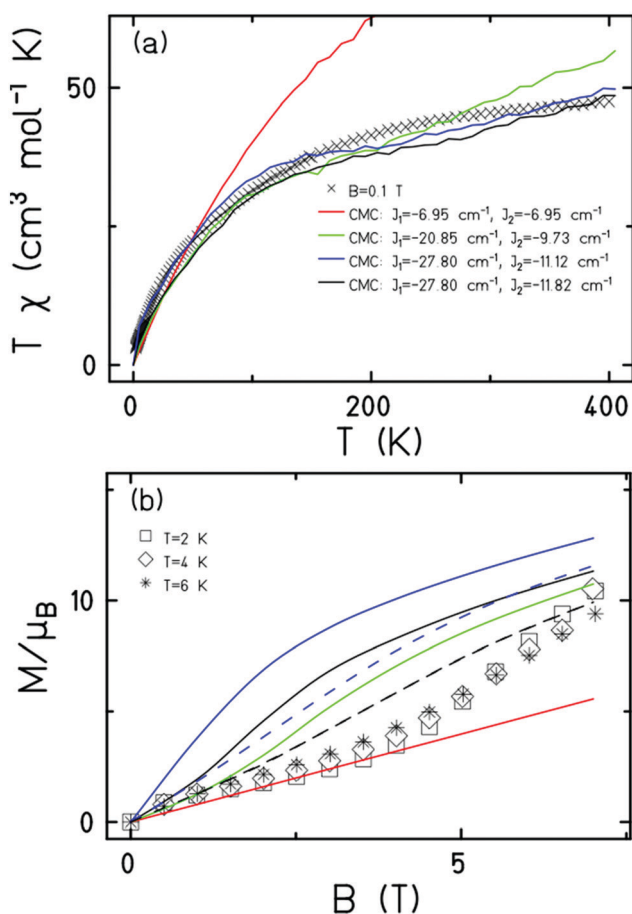 (a)
50
0
T χ (cm³ mol⁻¹ K)
× B=0.1 T
CMC: J₁=-6.95 cm⁻¹, J₂=-6.95 cm⁻¹
CMC: J₁=-20.85 cm⁻¹, J₂=-9.73 cm⁻¹
CMC: J₁=-27.80 cm⁻¹, J₂=-11.12 cm⁻¹
CMC: J₁=-27.80 cm⁻¹, J₂=-11.82 cm⁻¹
0 200 400
T (K)
(b)
T=2 K
T=4 K
T=6 K
10
0
M/μ_B
0 5
B (T)